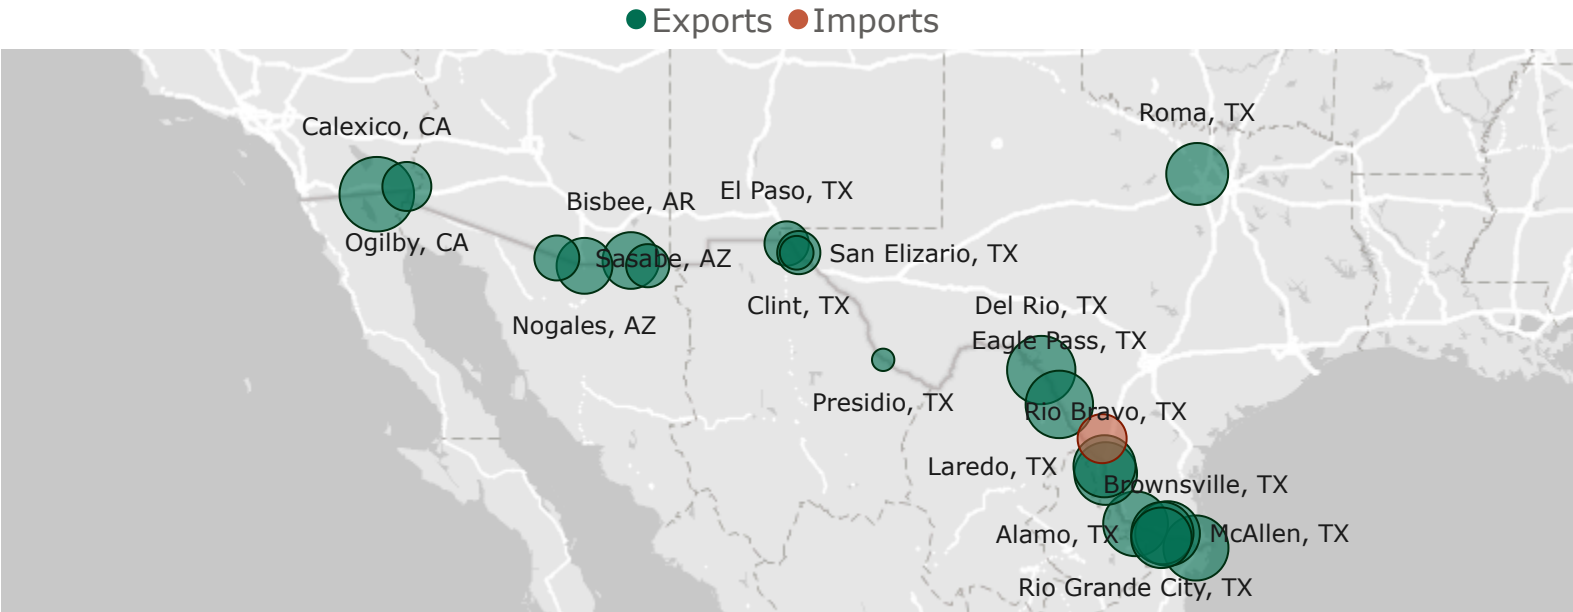 Exports Imports
Roma, TX
Calexico, CA
El Paso, TX
Bisbee, AR
Ogilby, CA
San Elizario, TX
Sasabe, AZ
Clint, TX
Del Rio, TX
Nogales, AZ
Eagle Pass, TX
Presidio, TX
Rio Bravo, TX
Laredo, TX
Brownsville, TX
Alamo, TX
McAllen, TX
Rio Grande City, TX